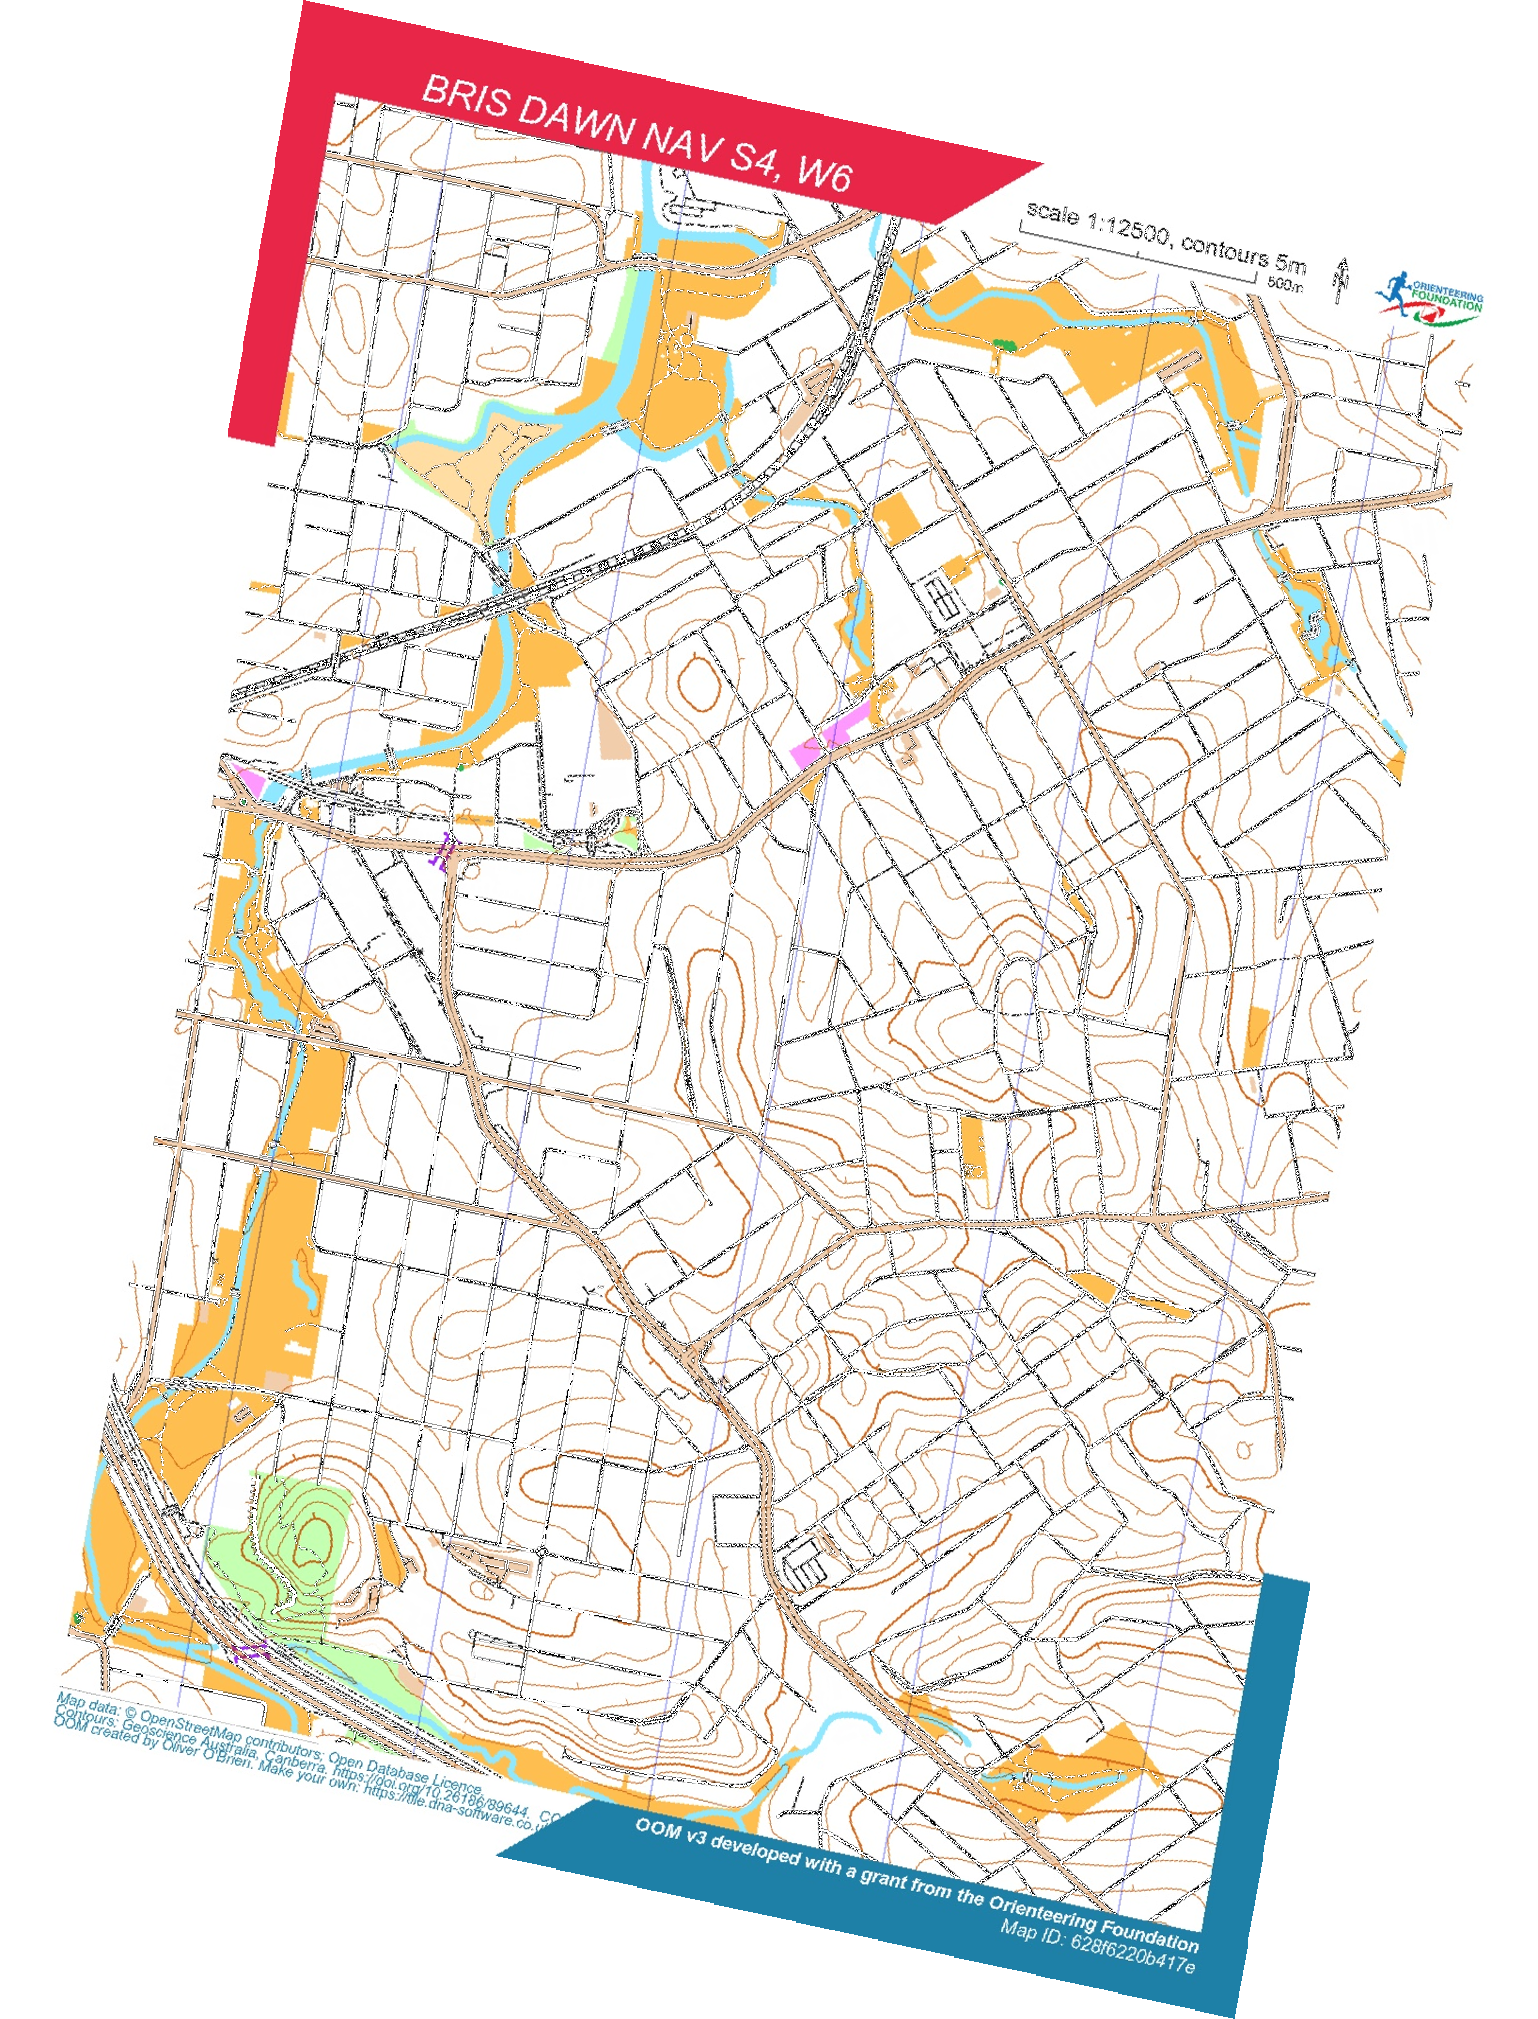 BRIS DAWN NAV S4, W6
scale 1:12500, contours 5m
500m
ORIENTEERING
FOUNDATION
Map data: © OpenStreetMap contributors, Open Database Licence.
Contours: Geoscience Australia, Canberra. https://doi.org/10.26186/89644.
OOM created by Oliver O'Brien. Make your own: https://tile.dna-software.co.u
OOM v3 developed with a grant from the Orienteering Foundation
Map ID: 628f6220b417e